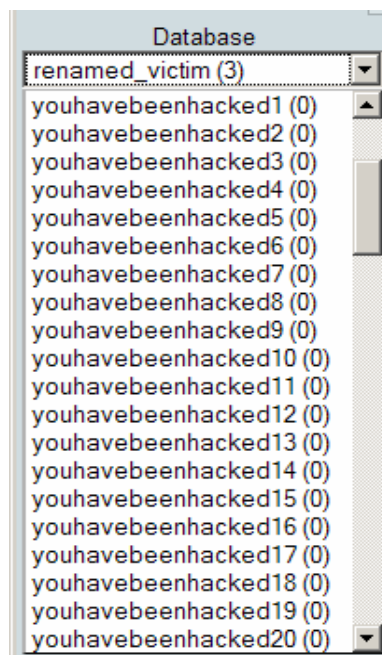 Database
renamed_victim (3)
youhavebeenhacked1 (0)
youhavebeenhacked2 (0)
youhavebeenhacked3 (0)
youhavebeenhacked4 (0)
youhavebeenhacked5 (0)
youhavebeenhacked6 (0)
youhavebeenhacked7 (0)
youhavebeenhacked8 (0)
youhavebeenhacked9 (0)
youhavebeenhacked10 (0)
youhavebeenhacked11 (0)
youhavebeenhacked12 (0)
youhavebeenhacked13 (0)
youhavebeenhacked14 (0)
youhavebeenhacked15 (0)
youhavebeenhacked16 (0)
youhavebeenhacked17 (0)
youhavebeenhacked18 (0)
youhavebeenhacked19 (0)
youhavebeenhacked20 (0)